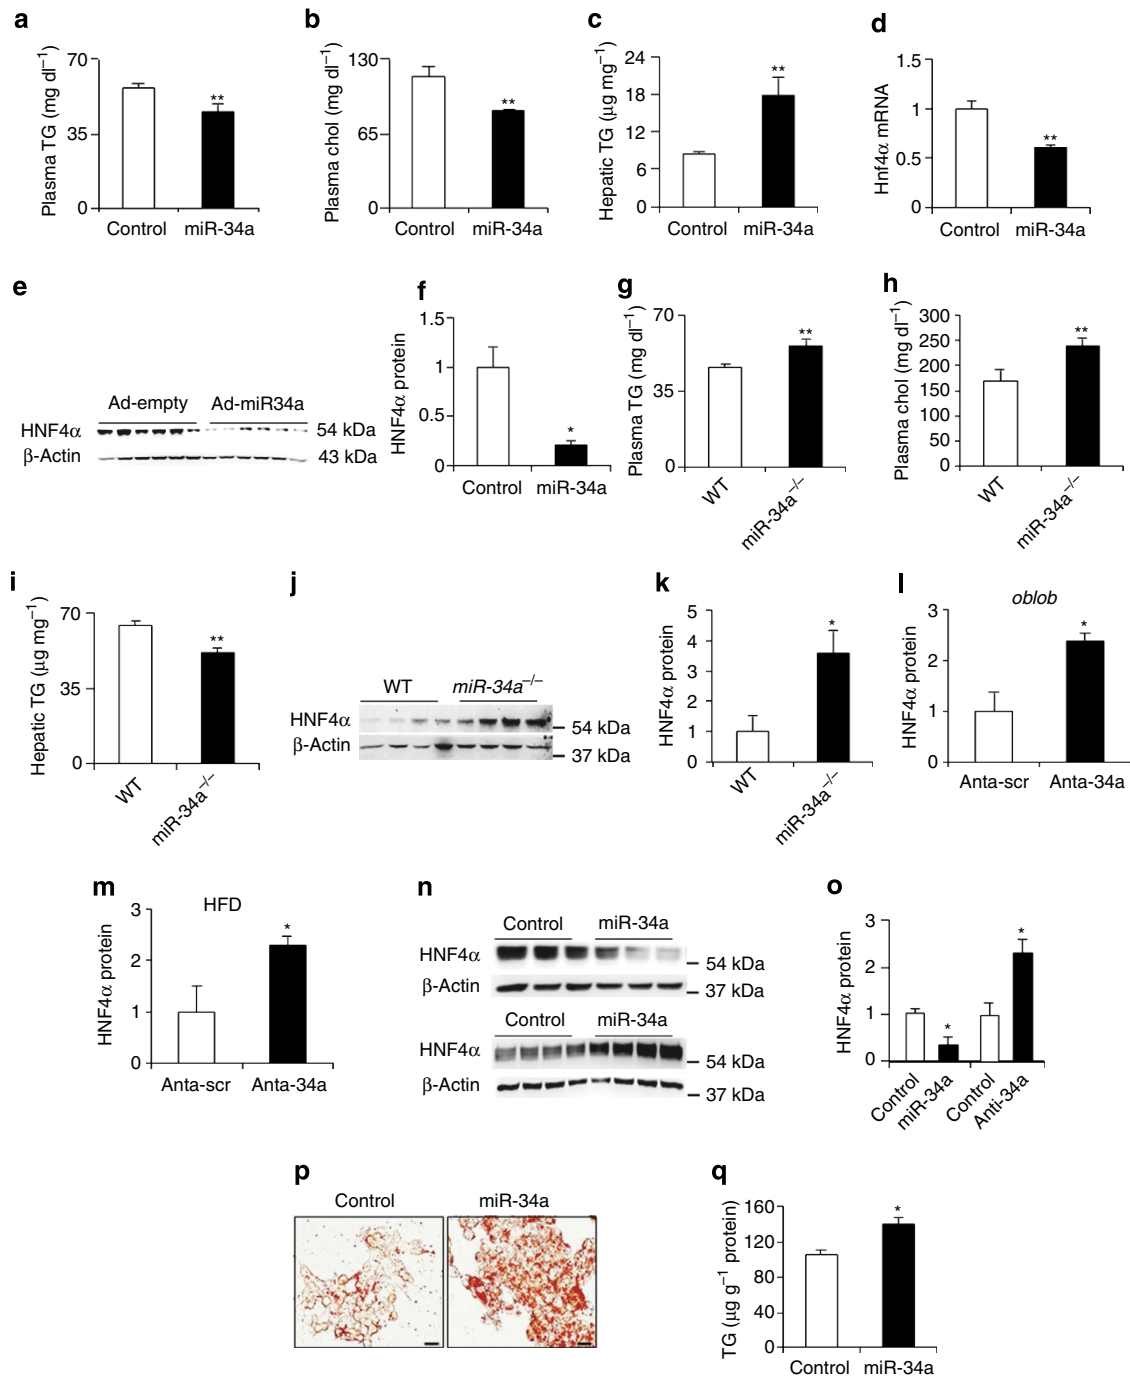 a
Plasma TG (mg dl⁻¹)
70
35
0
**
Control miR-34a
b
Plasma chol (mg dl⁻¹)
130
65
0
**
Control miR-34a
c
Hepatic TG (μg mg⁻¹)
24
18
12
6
0
**
Control miR-34a
d
Hnf4α mRNA
1.5
1
0.5
0
**
Control miR-34a
e
Ad-empty Ad-miR34a
HNF4α 54 kDa
β-Actin 43 kDa
f
HNF4α protein
1.5
1
0.5
0
*
Control miR-34a
g
Plasma TG (mg dl⁻¹)
70
35
0
**
WT
miR-34a⁻/⁻
h
Plasma chol (mg dl⁻¹)
300
250
200
150
100
50
0
**
WT
miR-34a⁻/⁻
i
Hepatic TG (μg mg⁻¹)
70
35
0
**
WT
miR-34a⁻/⁻
j
WT miR-34a⁻/⁻
HNF4α 54 kDa
β-Actin 37 kDa
k
HNF4α protein
5
4
3
2
1
0
*
WT
miR-34a⁻/⁻
l
oblob
HNF4α protein
3
2
1
0
*
Anta-scr Anta-34a
m
HFD
HNF4α protein
3
2
1
0
*
Anta-scr Anta-34a
n
Control miR-34a
HNF4α 54 kDa
β-Actin 37 kDa
Control miR-34a
HNF4α 54 kDa
β-Actin 37 kDa
o
HNF4α protein
3
2
1
0
*
*
Control
miR-34a
Control
Anti-34a
p
Control miR-34a
q
TG (μg g⁻¹ protein)
160
120
80
40
0
*
Control miR-34a